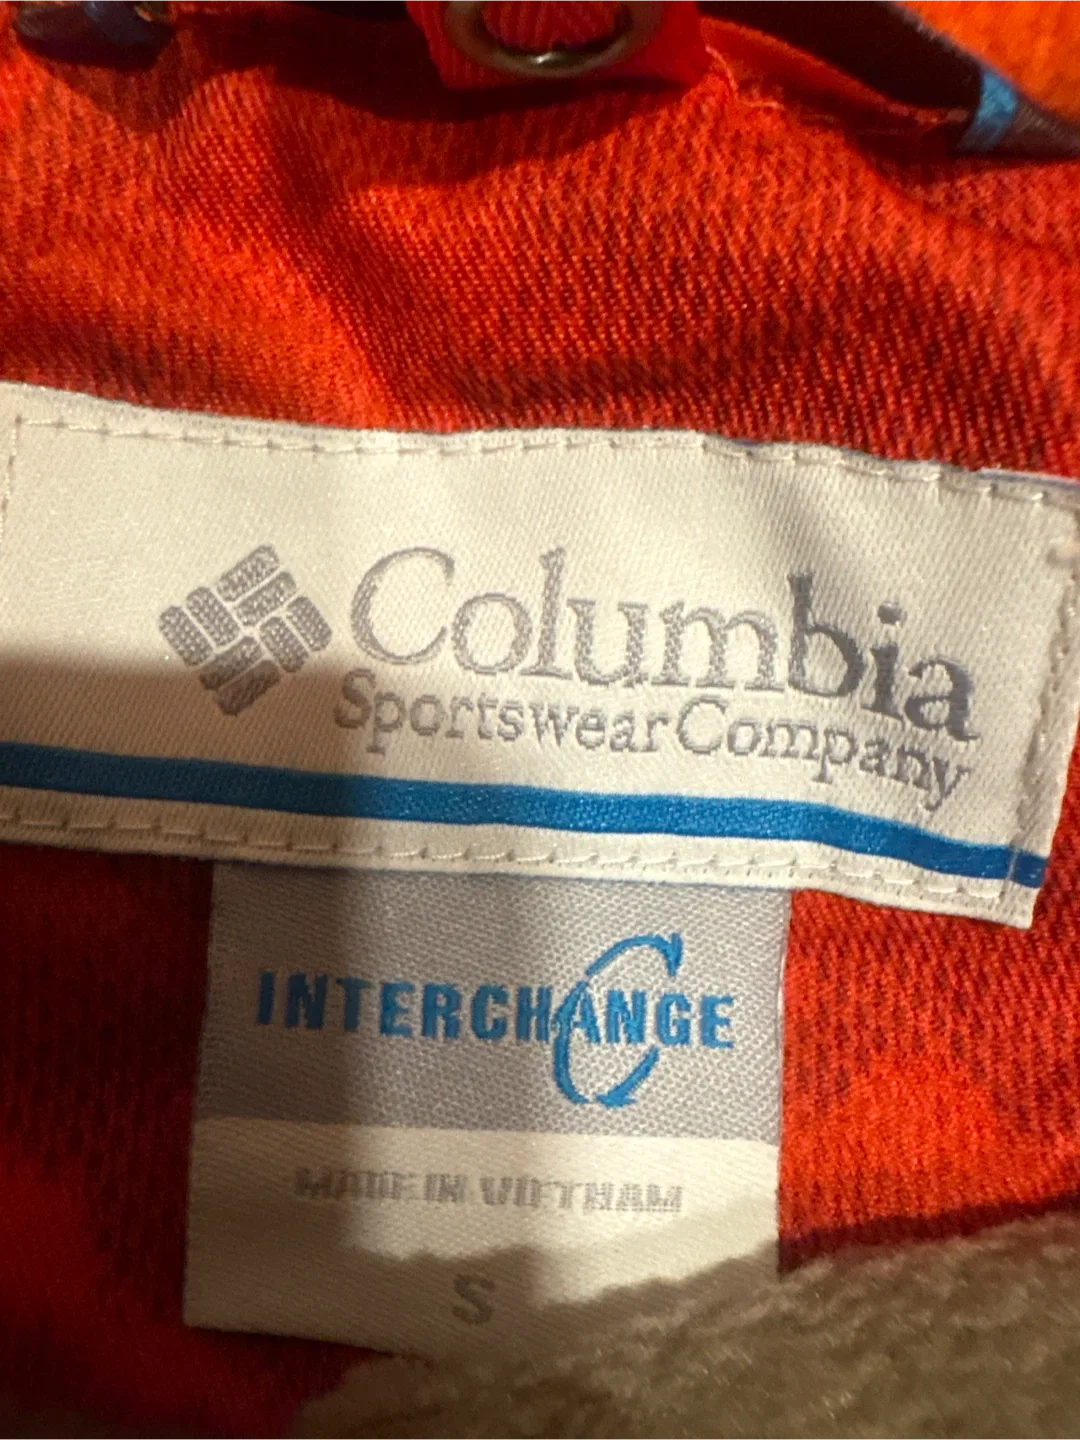 Columbia
Sportswear Company
INTERCHANGE
MADE IN VIETNAM
S